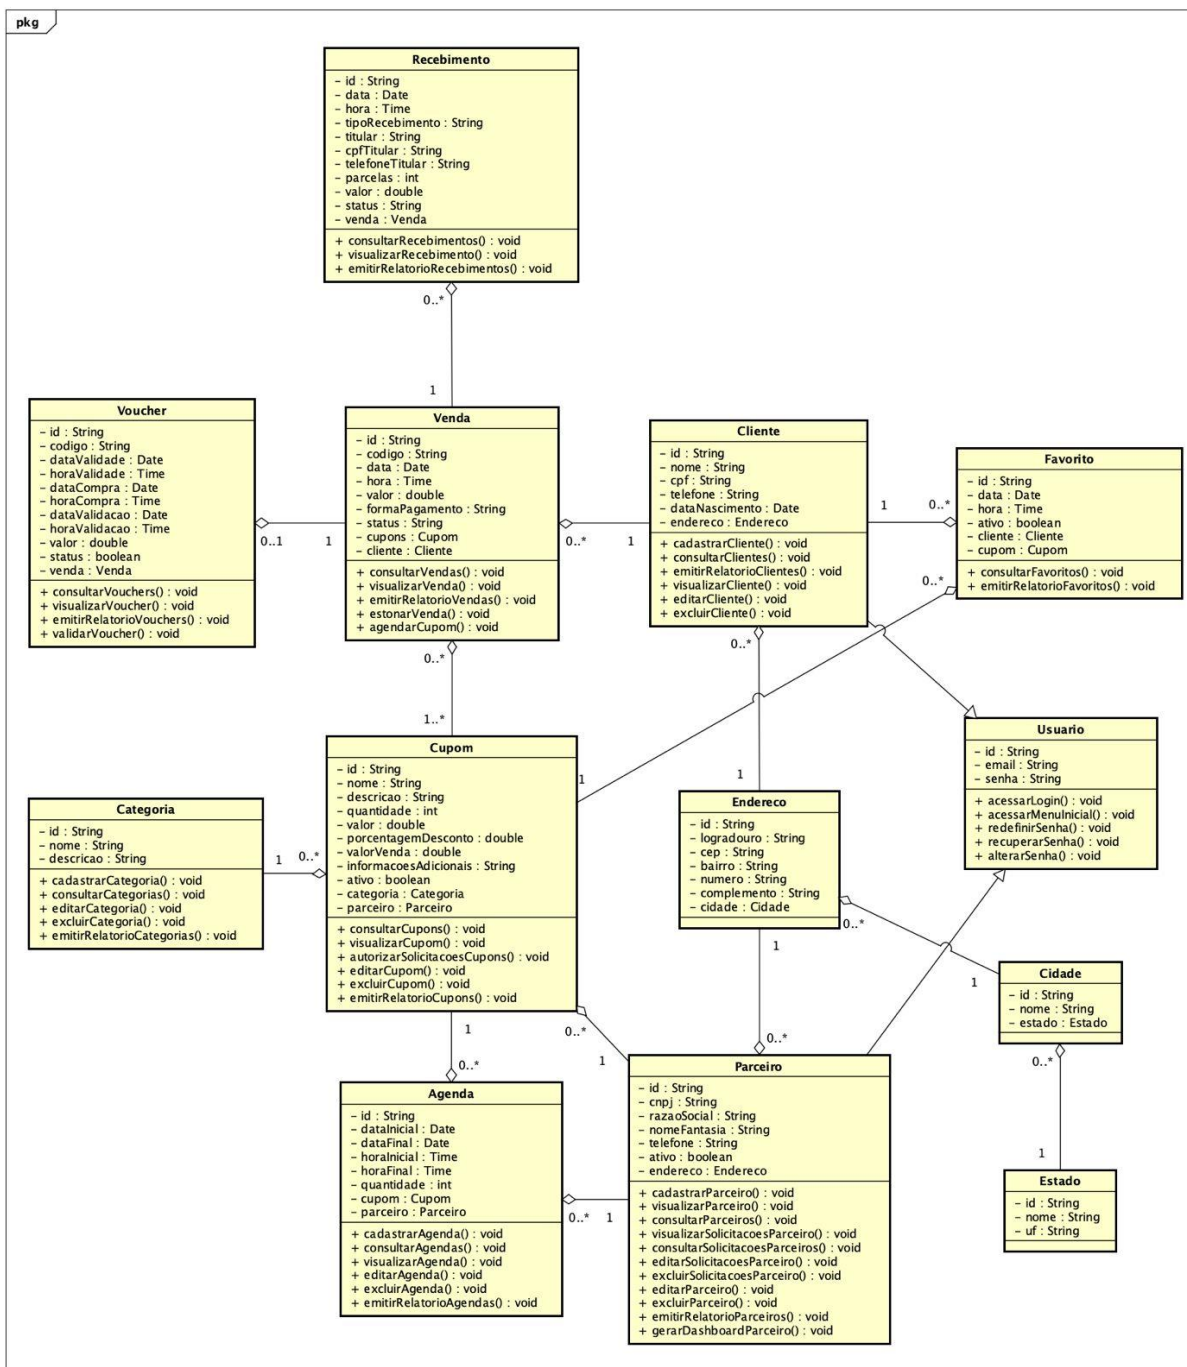 pkg
Recebimento
– id : String
– data : Date
– hora : Time
– tipoRecebimento : String
– titular : String
– cpfTitular : String
– telefoneTitular : String
– parcelas : int
– valor : double
– status : String
– venda : Venda
+ consultarRecebimentos() : void
+ visualizarRecebimento() : void
+ emitirRelatorioRecebimentos() : void
0..*
1
Voucher
– id : String
– codigo : String
– dataValidade : Date
– horaValidade : Time
– dataCompra : Date
– horaCompra : Time
– dataValidacao : Date
– horaValidacao : Time
– valor : double
– status : boolean
– venda : Venda
+ consultarVouchers() : void
+ visualizarVoucher() : void
+ emitirRelatorioVouchers() : void
+ validarVoucher() : void
0..1
1
Venda
– id : String
– codigo : String
– data : Date
– hora : Time
– valor : double
– formaPagamento : String
– status : String
– cupons : Cupom
– cliente : Cliente
+ consultarVendas() : void
+ visualizarVenda() : void
+ emitirRelatorioVendas() : void
+ estonarVenda() : void
+ agendarCupom() : void
0..*
1
0..*
1..*
Cliente
– id : String
– nome : String
– cpf : String
– telefone : String
– dataNascimento : Date
– endereco : Endereco
+ cadastrarCliente() : void
+ consultarClientes() : void
+ emitirRelatorioClientes() : void
+ visualizarCliente() : void
+ editarCliente() : void
+ excluirCliente() : void
1
0..*
0..*
1
Favorito
– id : String
– data : Date
– hora : Time
– ativo : boolean
– cliente : Cliente
– cupom : Cupom
+ consultarFavoritos() : void
+ emitirRelatorioFavoritos() : void
0..*
1
Usuario
– id : String
– email : String
– senha : String
+ acessarLogin() : void
+ acessarMenuInicial() : void
+ redefinirSenha() : void
+ recuperarSenha() : void
+ alterarSenha() : void
Categoria
– id : String
– nome : String
– descricao : String
+ cadastrarCategoria() : void
+ consultarCategorias() : void
+ editarCategoria() : void
+ excluirCategoria() : void
+ emitirRelatorioCategorias() : void
1
0..*
Cupom
– id : String
– nome : String
– descricao : String
– quantidade : int
– valor : double
– porcentagemDesconto : double
– valorVenda : double
– informacoesAdicionais : String
– ativo : boolean
– categoria : Categoria
– parceiro : Parceiro
+ consultarCupons() : void
+ visualizarCupom() : void
+ autorizarSolicitacoesCupons() : void
+ editarCupom() : void
+ excluirCupom() : void
+ emitirRelatorioCupons() : void
1
0..*
0..*
1
Endereco
– id : String
– logradouro : String
– cep : String
– bairro : String
– numero : String
– complemento : String
– cidade : Cidade
0..*
1
1
0..*
Cidade
– id : String
– nome : String
– estado : Estado
0..*
1
Estado
– id : String
– nome : String
– uf : String
Agenda
– id : String
– dataInicial : Date
– dataFinal : Date
– horaInicial : Time
– horaFinal : Time
– quantidade : int
– cupom : Cupom
– parceiro : Parceiro
+ cadastrarAgenda() : void
+ consultarAgendas() : void
+ visualizarAgenda() : void
+ editarAgenda() : void
+ excluirAgenda() : void
+ emitirRelatorioAgendas() : void
0..*
1
Parceiro
– id : String
– cnpj : String
– razaoSocial : String
– nomeFantasia : String
– telefone : String
– ativo : boolean
– endereco : Endereco
+ cadastrarParceiro() : void
+ visualizarParceiro() : void
+ consultarParceiros() : void
+ visualizarSolicitacoesParceiro() : void
+ consultarSolicitacoesParceiros() : void
+ editarSolicitacoesParceiro() : void
+ excluirSolicitacoesParceiro() : void
+ editarParceiro() : void
+ excluirParceiro() : void
+ emitirRelatorioParceiros() : void
+ gerarDashboardParceiro() : void